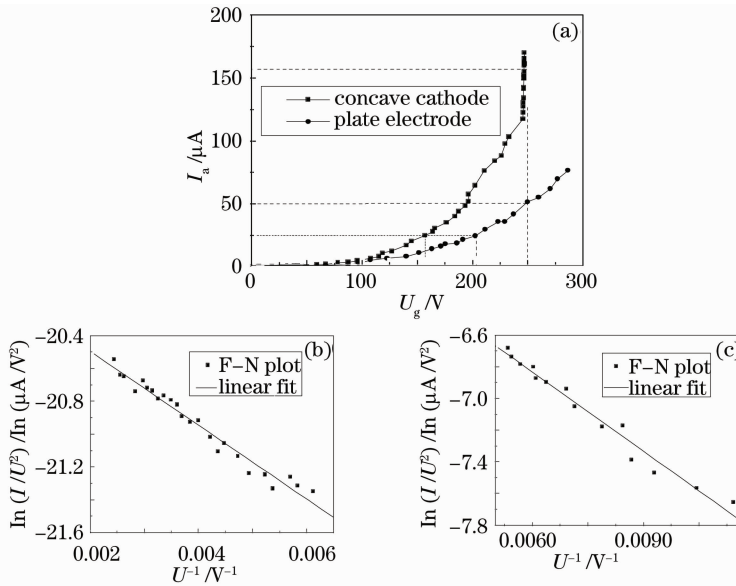 (a)
200
150
100
50
0
I_a/μA
concave cathode
plate electrode
0 100 200 300
U_g /V
(b)
−20.4
−20.8
−21.2
−21.6
ln (I/U²) /ln (μA /V²)
F−N plot
linear fit
0.002 0.004 0.006
U⁻¹ /V⁻¹
(c)
−6.6
−7.0
−7.4
−7.8
ln (I/U²) /ln (μA /V²)
F−N plot
linear fit
0.0060 0.0090
U⁻¹ /V⁻¹